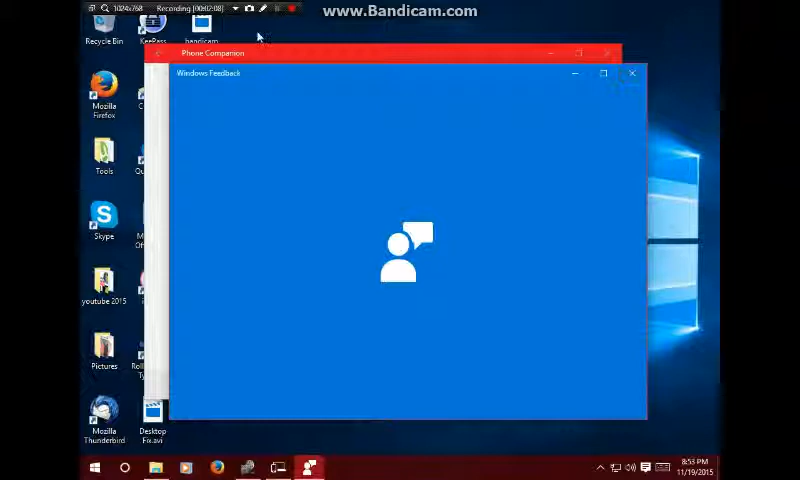 www.Bandicam.com
1024x768 Recording [00:02:08]
Recycle Bin
KeePass
bandicam
Phone Companion
Windows Feedback
Mozilla Firefox
Tools
Skype
youtube 2015
Pictures
Mozilla Thunderbird
Desktop Fix.avi
8:53 PM
11/19/2015